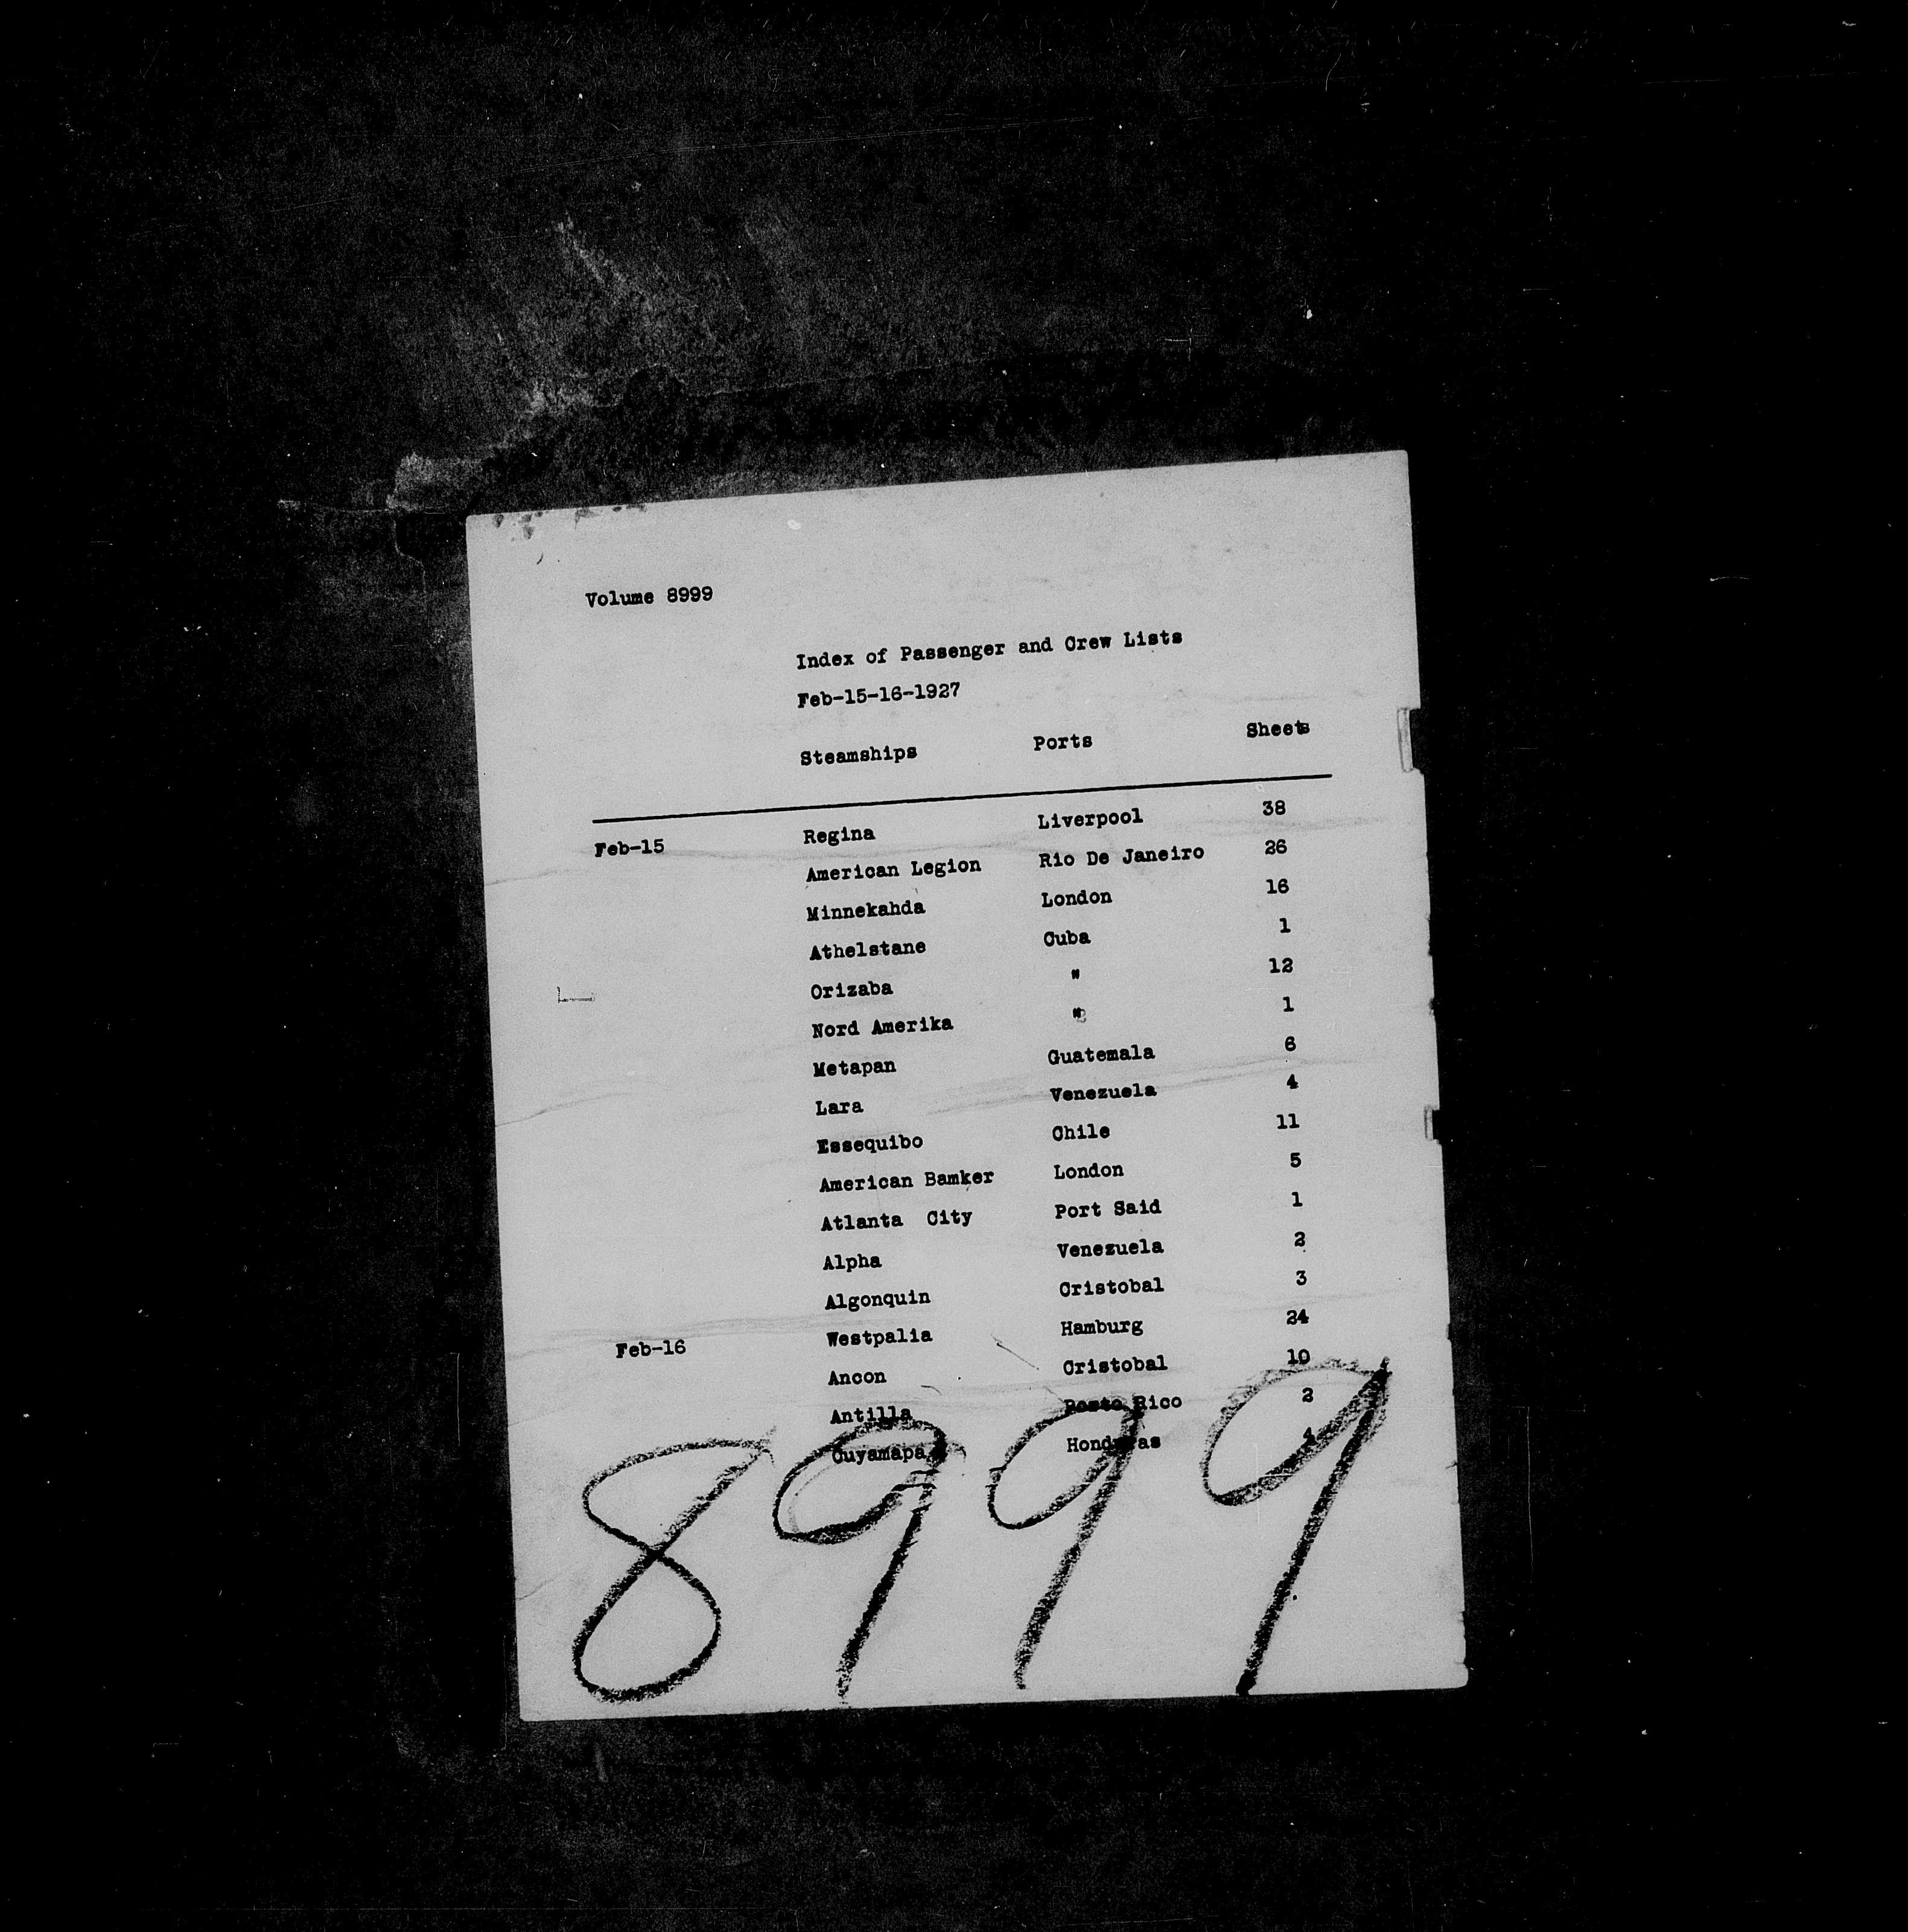 Volume 8999
Index of Passenger and Crew Lists
Feb-15-16-1927
Steamships Ports Sheets
Feb-15 Regina Liverpool 38
American Legion Rio De Janeiro 26
Minnekahda London 16
Athelstane Cuba 1
Orizaba " 12
Nord Amerika " 1
Metapan Guatemala 6
Lara Venezuela 4
Essequibo Chile 11
American Bamker London 5
Atlanta City Port Said 1
Alpha Venezuela 2
Algonquin Cristobal 3
Feb-16 Westpalia Hamburg 24
Ancon Cristobal 10
Antilla Porto Rico 2
Cuyamapa Honduras 4
8999